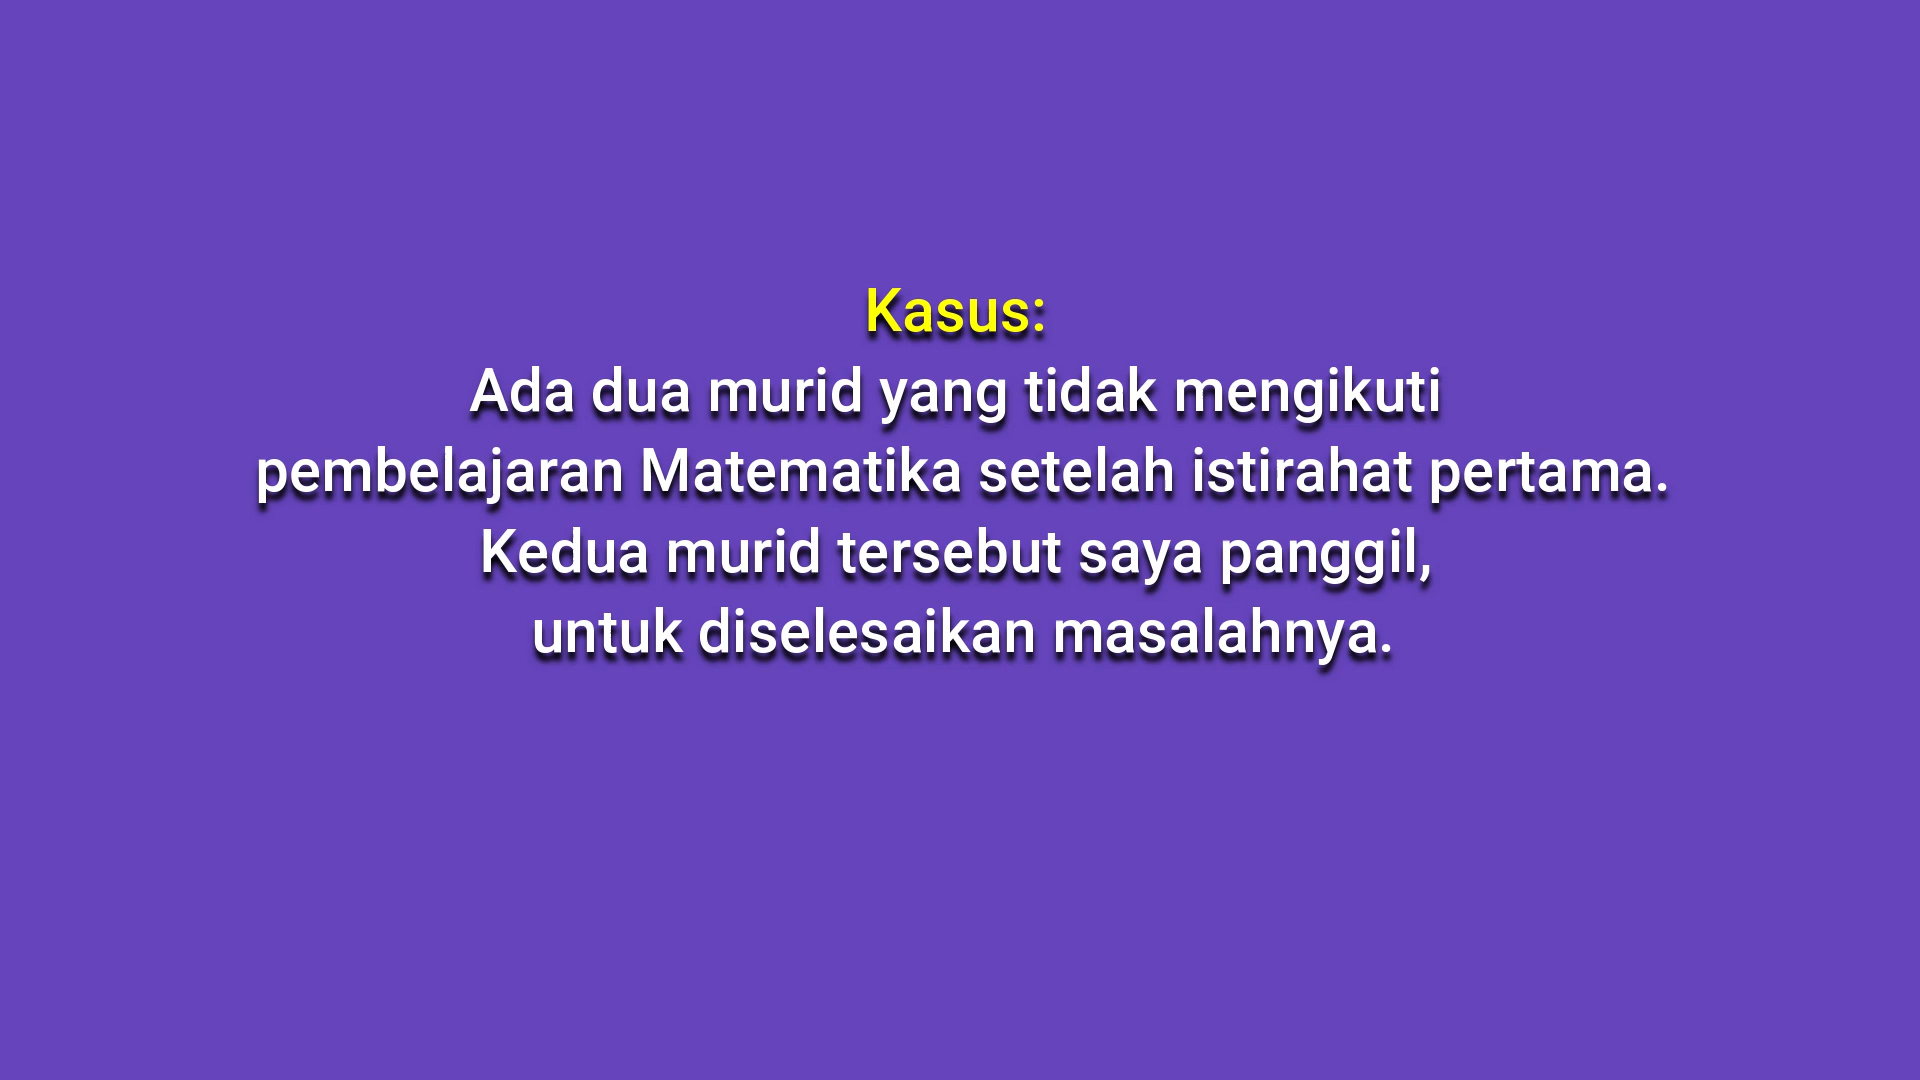 Kasus:
Ada dua murid yang tidak mengikuti
pembelajaran Matematika setelah istirahat pertama.
Kedua murid tersebut saya panggil,
untuk diselesaikan masalahnya.